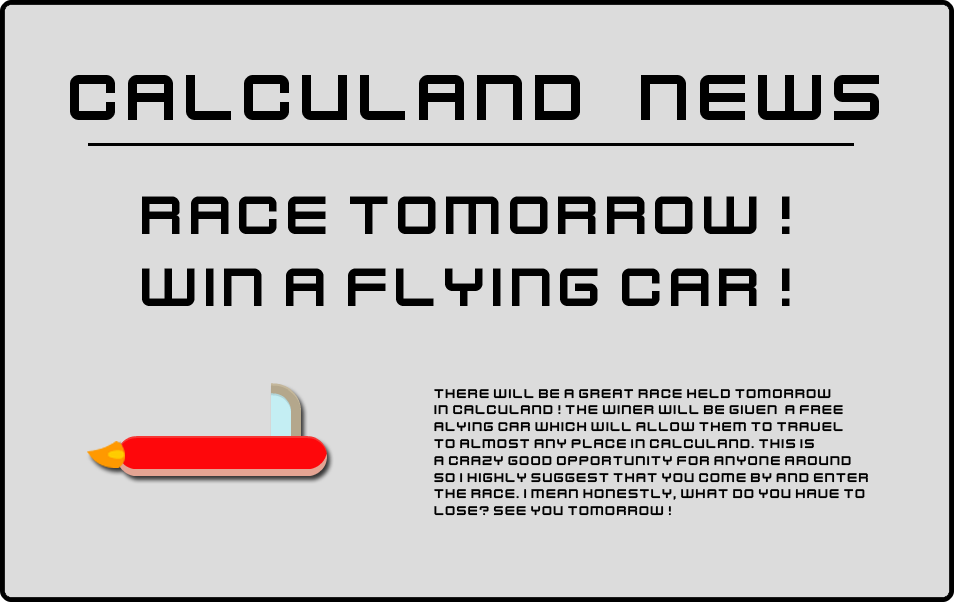 CALCULAND NEWS
RACE TOMORROW !
WIN A FLYING CAR !
THERE WILL BE A GREAT RACE HELD TOMORROW
IN CALCULAND ! THE WINER WILL BE GIVEN A FREE
ALYING CAR WHICH WILL ALLOW THEM TO TRAVEL
TO ALMOST ANY PLACE IN CALCULAND. THIS IS
A CRAZY GOOD OPPORTUNITY FOR ANYONE AROUND
SO I HIGHLY SUGGEST THAT YOU COME BY AND ENTER
THE RACE. I MEAN HONESTLY, WHAT DO YOU HAVE TO
LOSE? SEE YOU TOMORROW !